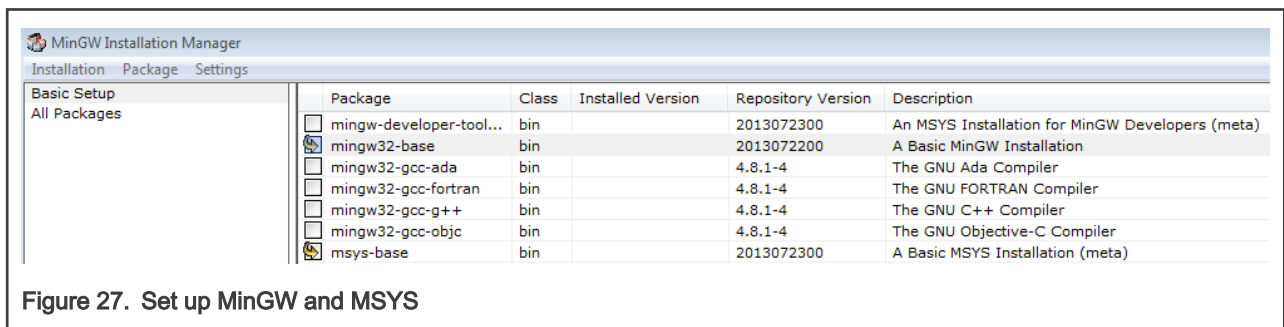 MinGW Installation Manager
Installation Package Settings
Basic Setup
All Packages
Package Class Installed Version Repository Version Description
mingw-developer-tool... bin 2013072300 An MSYS Installation for MinGW Developers (meta)
mingw32-base bin 2013072200 A Basic MinGW Installation
mingw32-gcc-ada bin 4.8.1-4 The GNU Ada Compiler
mingw32-gcc-fortran bin 4.8.1-4 The GNU FORTRAN Compiler
mingw32-gcc-g++ bin 4.8.1-4 The GNU C++ Compiler
mingw32-gcc-objc bin 4.8.1-4 The GNU Objective-C Compiler
msys-base bin 2013072300 A Basic MSYS Installation (meta)
Figure 27. Set up MinGW and MSYS